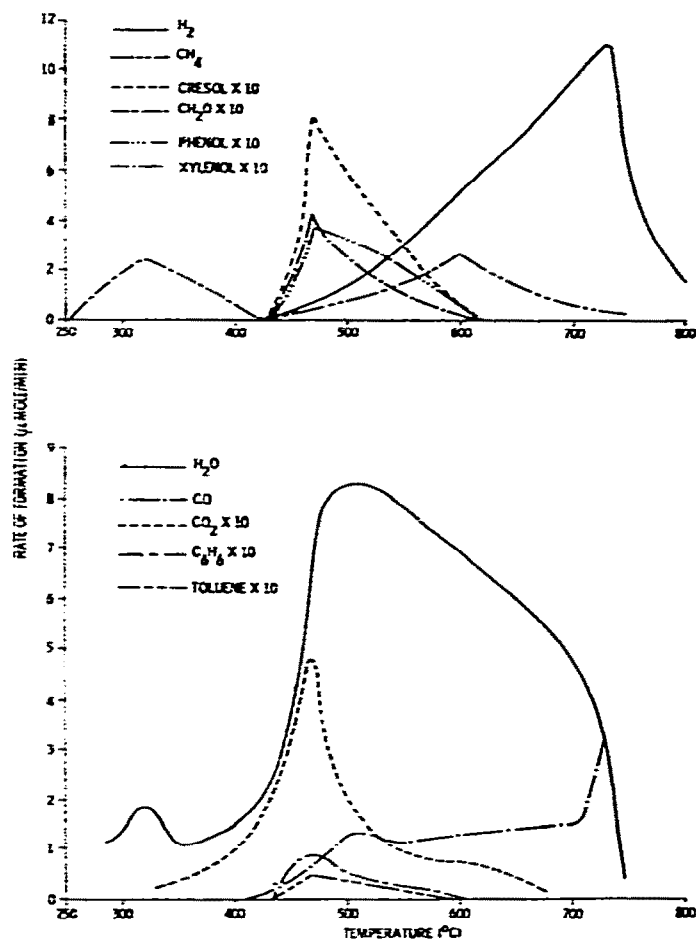 12
10
8
6
4
2
0
H2
CH4
CRESOL X 10
CH2O X 10
PHENOL X 10
XYLENOL X 10
250 300 400 500 600 700 800
RATE OF FORMATION (μ MOLE/MIN)
9
8
7
6
5
4
3
2
1
0
H2O
CO
CO2 X 10
C6H6 X 10
TOLUENE X 10
250 300 400 500 600 700 800
TEMPERATURE (°C)